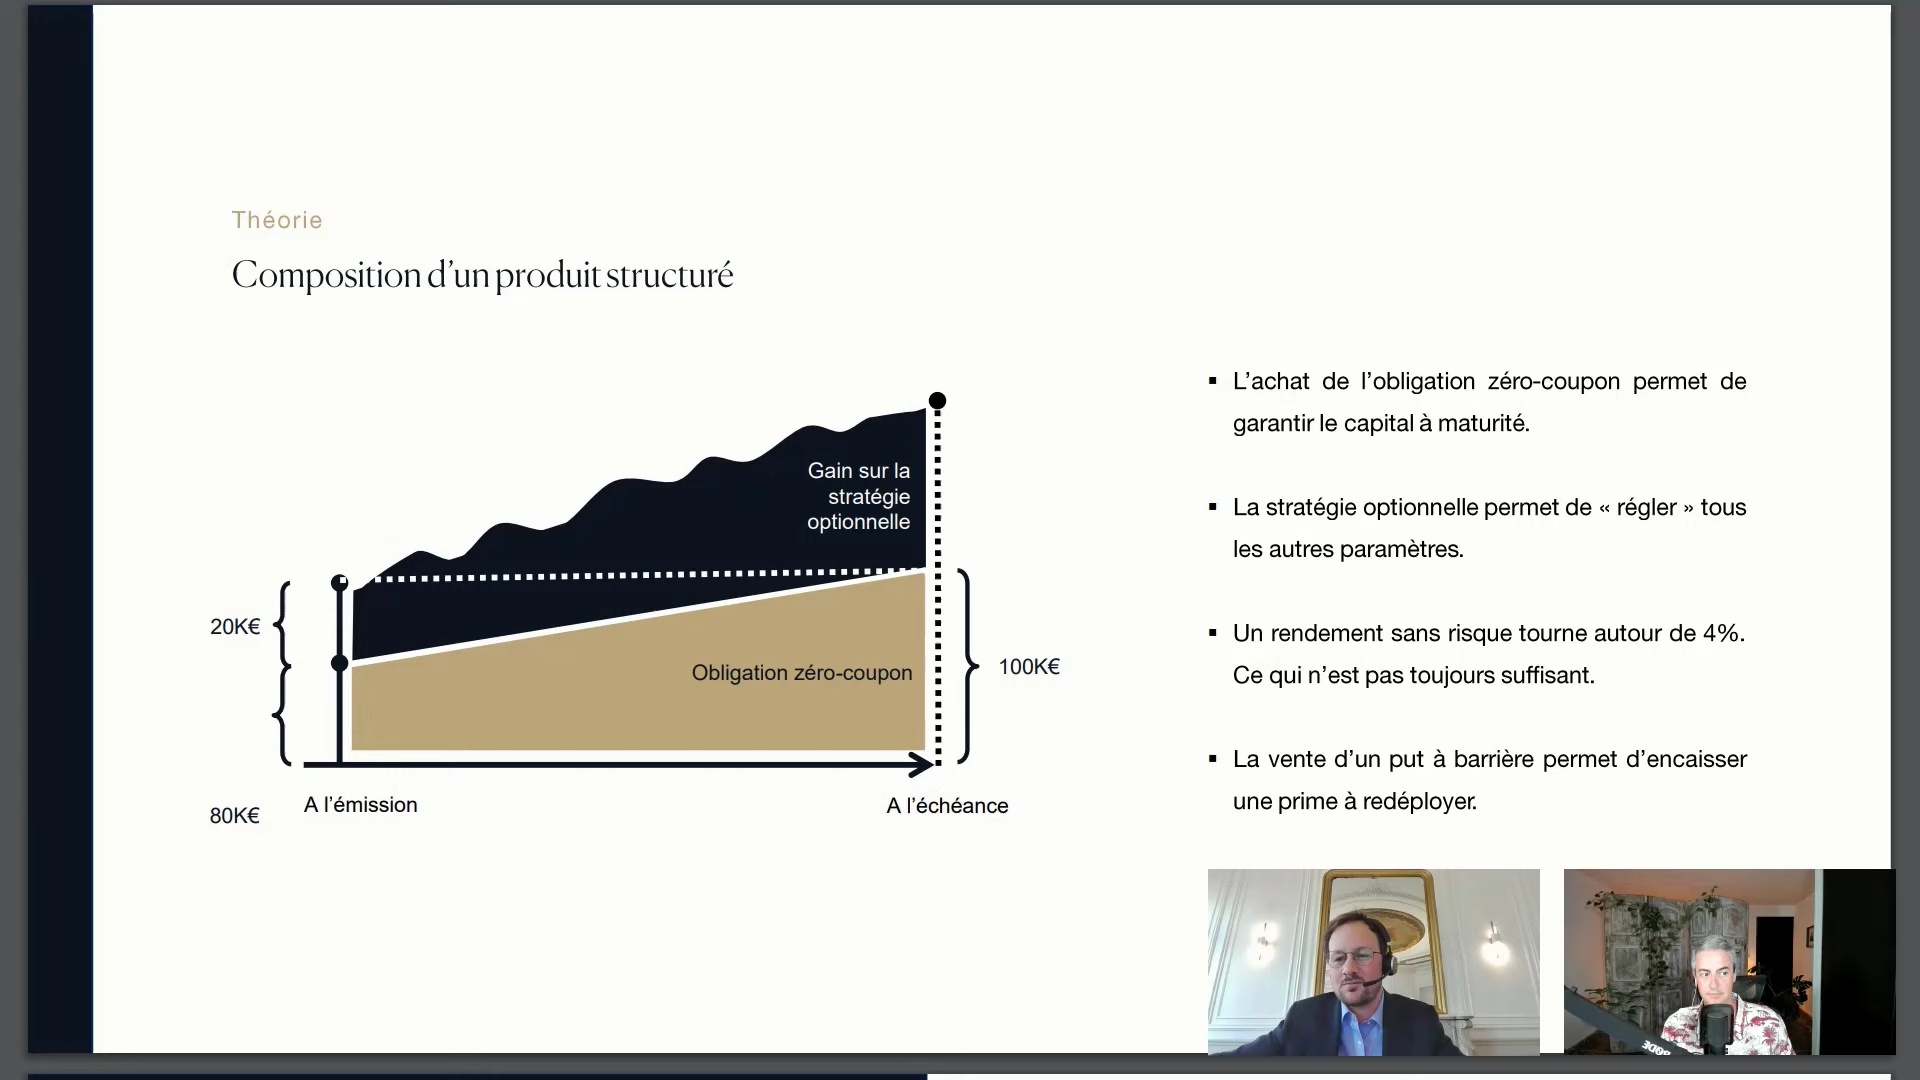 Théorie
Composition d’un produit structuré
Gain sur la
stratégie
optionnelle
20K€
Obligation zéro-coupon
100K€
80K€
A l’émission
A l’échéance
▪ L’achat de l’obligation zéro-coupon permet de
garantir le capital à maturité.
▪ La stratégie optionnelle permet de « régler » tous
les autres paramètres.
▪ Un rendement sans risque tourne autour de 4%.
Ce qui n’est pas toujours suffisant.
▪ La vente d’un put à barrière permet d’encaisser
une prime à redéployer.
RØDE